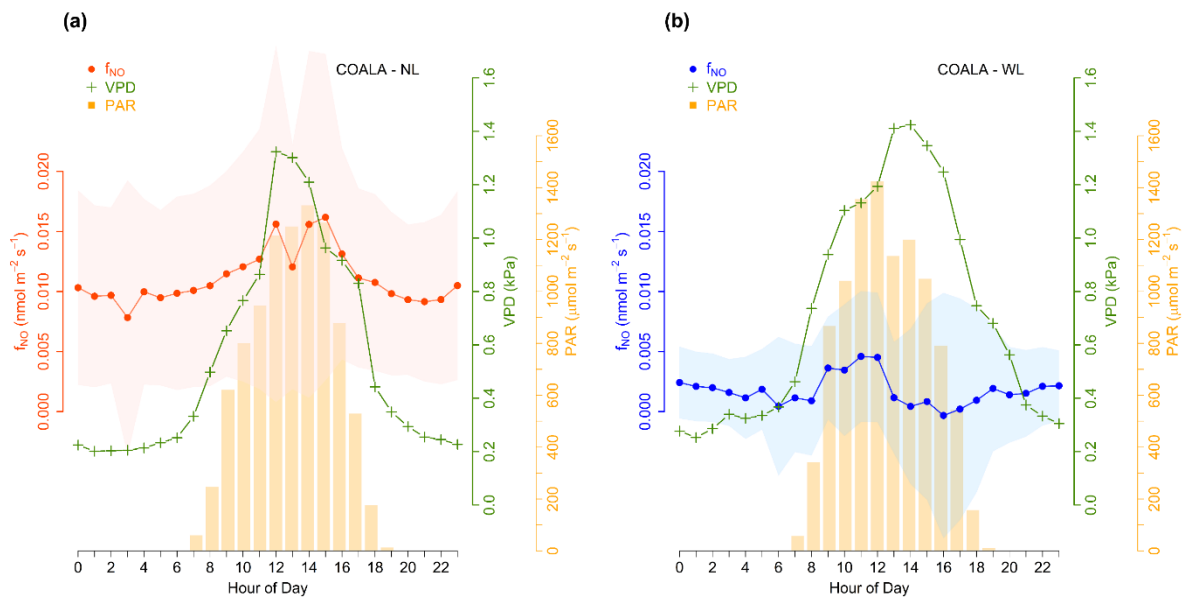 (a)
f_NO
VPD
PAR
COALA - NL
f_NO (nmol m⁻² s⁻¹)
0.000 0.005 0.010 0.015 0.020
VPD (kPa)
0.0 0.2 0.4 0.6 0.8 1.0 1.2 1.4 1.6
PAR (μmol m⁻² s⁻¹)
0 200 400 600 800 1000 1200 1400 1600
0 2 4 6 8 10 12 14 16 18 20 22
Hour of Day
(b)
f_NO
VPD
PAR
COALA - WL
f_NO (nmol m⁻² s⁻¹)
0.000 0.005 0.010 0.015 0.020
VPD (kPa)
0.0 0.2 0.4 0.6 0.8 1.0 1.2 1.4 1.6
PAR (μmol m⁻² s⁻¹)
0 200 400 600 800 1000 1200 1400 1600
0 2 4 6 8 10 12 14 16 18 20 22
Hour of Day